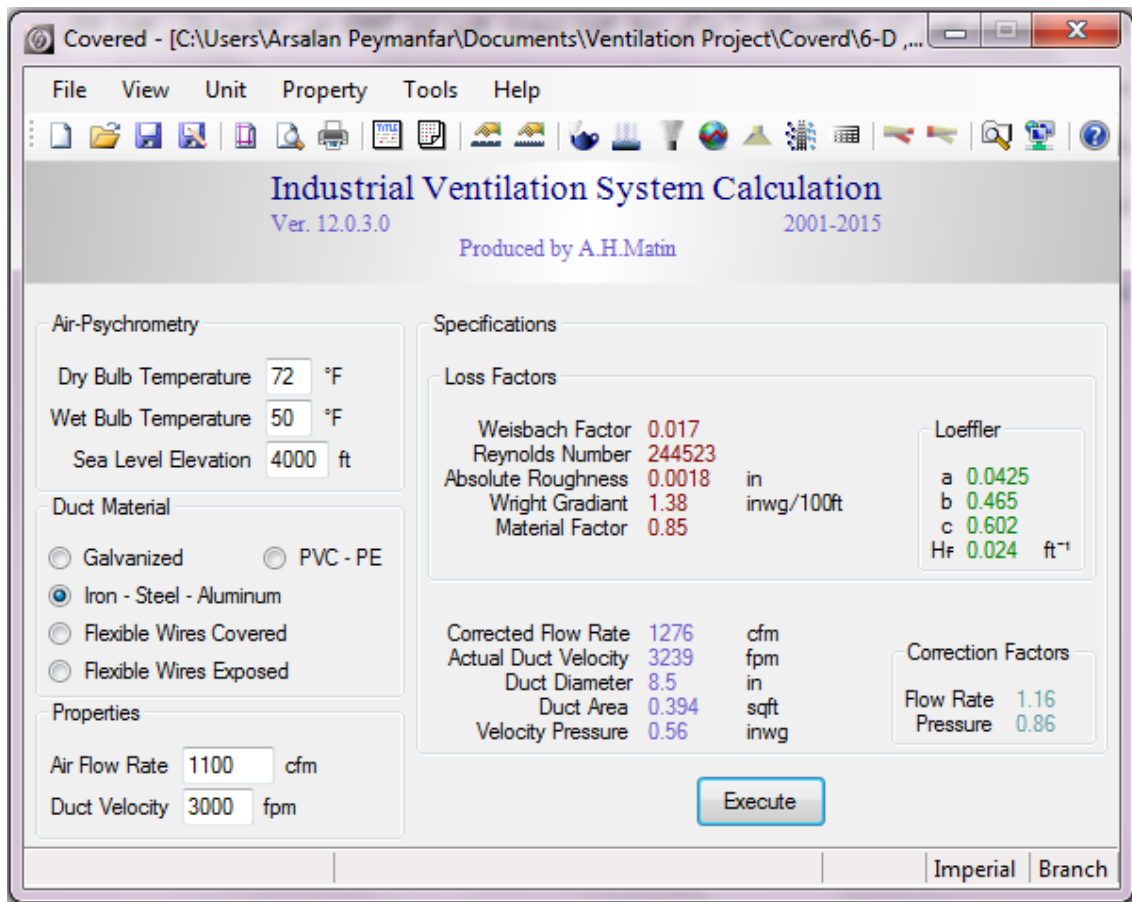 Covered - [C:\Users\Arsalan Peymanfar\Documents\Ventilation Project\Coverd\6-D ,...
File View Unit Property Tools Help
Industrial Ventilation System Calculation
Ver. 12.0.3.0 2001-2015
Produced by A.H.Matin
Air-Psychrometry
Dry Bulb Temperature 72 °F
Wet Bulb Temperature 50 °F
Sea Level Elevation 4000 ft
Duct Material
Galvanized PVC - PE
Iron - Steel - Aluminum
Flexible Wires Covered
Flexible Wires Exposed
Properties
Air Flow Rate 1100 cfm
Duct Velocity 3000 fpm
Specifications
Loss Factors
Weisbach Factor 0.017
Reynolds Number 244523
Absolute Roughness 0.0018 in
Wright Gradiant 1.38 inwg/100ft
Material Factor 0.85
Loeffler
a 0.0425
b 0.465
c 0.602
HF 0.024 ft⁻¹
Corrected Flow Rate 1276 cfm
Actual Duct Velocity 3239 fpm
Duct Diameter 8.5 in
Duct Area 0.394 sqft
Velocity Pressure 0.56 inwg
Correction Factors
Flow Rate 1.16
Pressure 0.86
Execute
Imperial Branch